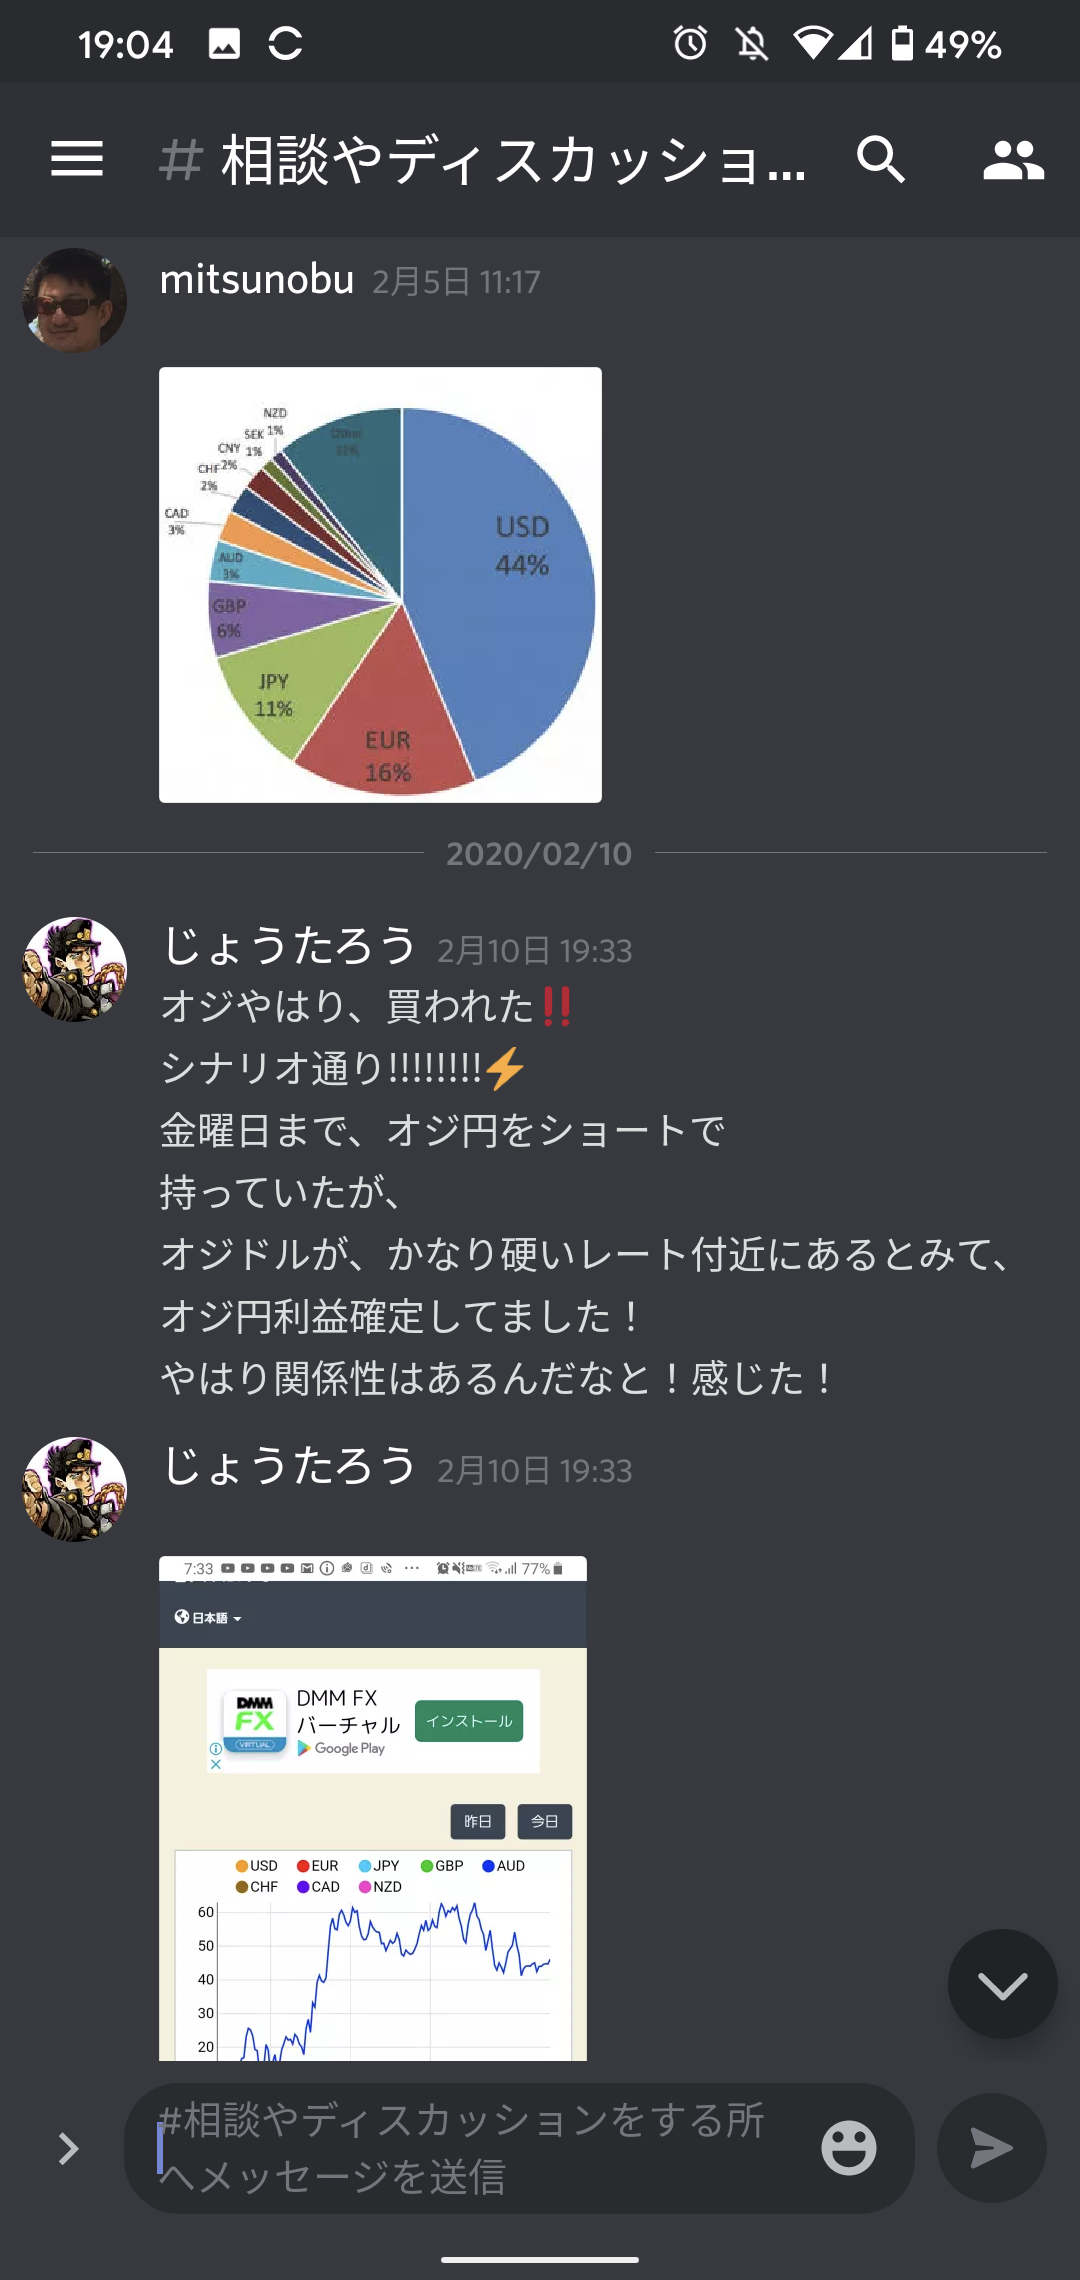 19:04 49%
# 相談やディスカッショ...
mitsunobu 2月5日 11:17
NZD
1%
SEK
1%
CNY
2%
CHF
2%
CAD
3%
AUD
3%
GBP
6%
JPY
11%
EUR
16%
USD
44%
Other
11%
2020/02/10
じょうたろう 2月10日 19:33
オジやはり、買われた‼️
シナリオ通り!!!!!!!!⚡
金曜日まで、オジ円をショートで
持っていたが、
オジドルが、かなり硬いレート付近にあるとみて、
オジ円利益確定してました！
やはり関係性はあるんだなと！感じた！
じょうたろう 2月10日 19:33
7:33 77%
日本語
DMM FX
バーチャル
Google Play
インストール
DMM
FX
VIRTUAL
昨日 今日
USD EUR JPY GBP AUD
CHF CAD NZD
60
50
40
30
20
#相談やディスカッションをする所
へメッセージを送信